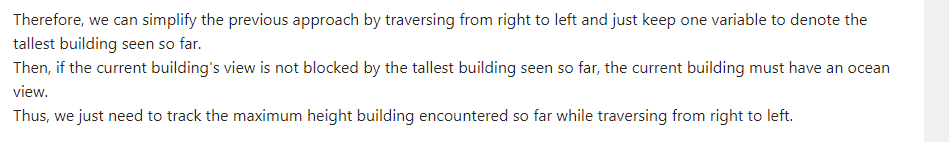 Therefore, we can simplify the previous approach by traversing from right to left and just keep one variable to denote the
tallest building seen so far.
Then, if the current building's view is not blocked by the tallest building seen so far, the current building must have an ocean
view.
Thus, we just need to track the maximum height building encountered so far while traversing from right to left.